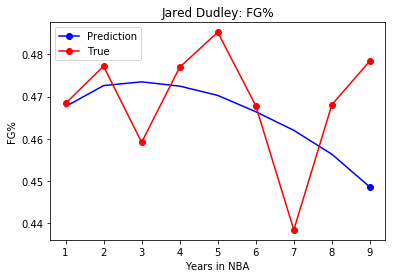 Jared Dudley: FG%
Prediction
True
FG%
0.48
0.47
0.46
0.45
0.44
1 2 3 4 5 6 7 8 9
Years in NBA